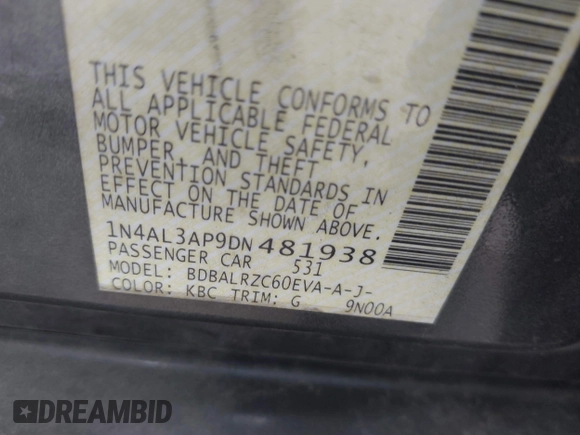 THIS VEHICLE CONFORMS TO
ALL APPLICABLE FEDERAL
MOTOR VEHICLE SAFETY,
BUMPER, AND THEFT
PREVENTION STANDARDS IN
EFFECT ON THE DATE OF
MANUFACTURE SHOWN ABOVE.
1N4AL3AP9DN481938
PASSENGER CAR 531
MODEL: BDBALRZC60EVA-A-J-
COLOR: KBC TRIM: G 9N00A
DREAMBID